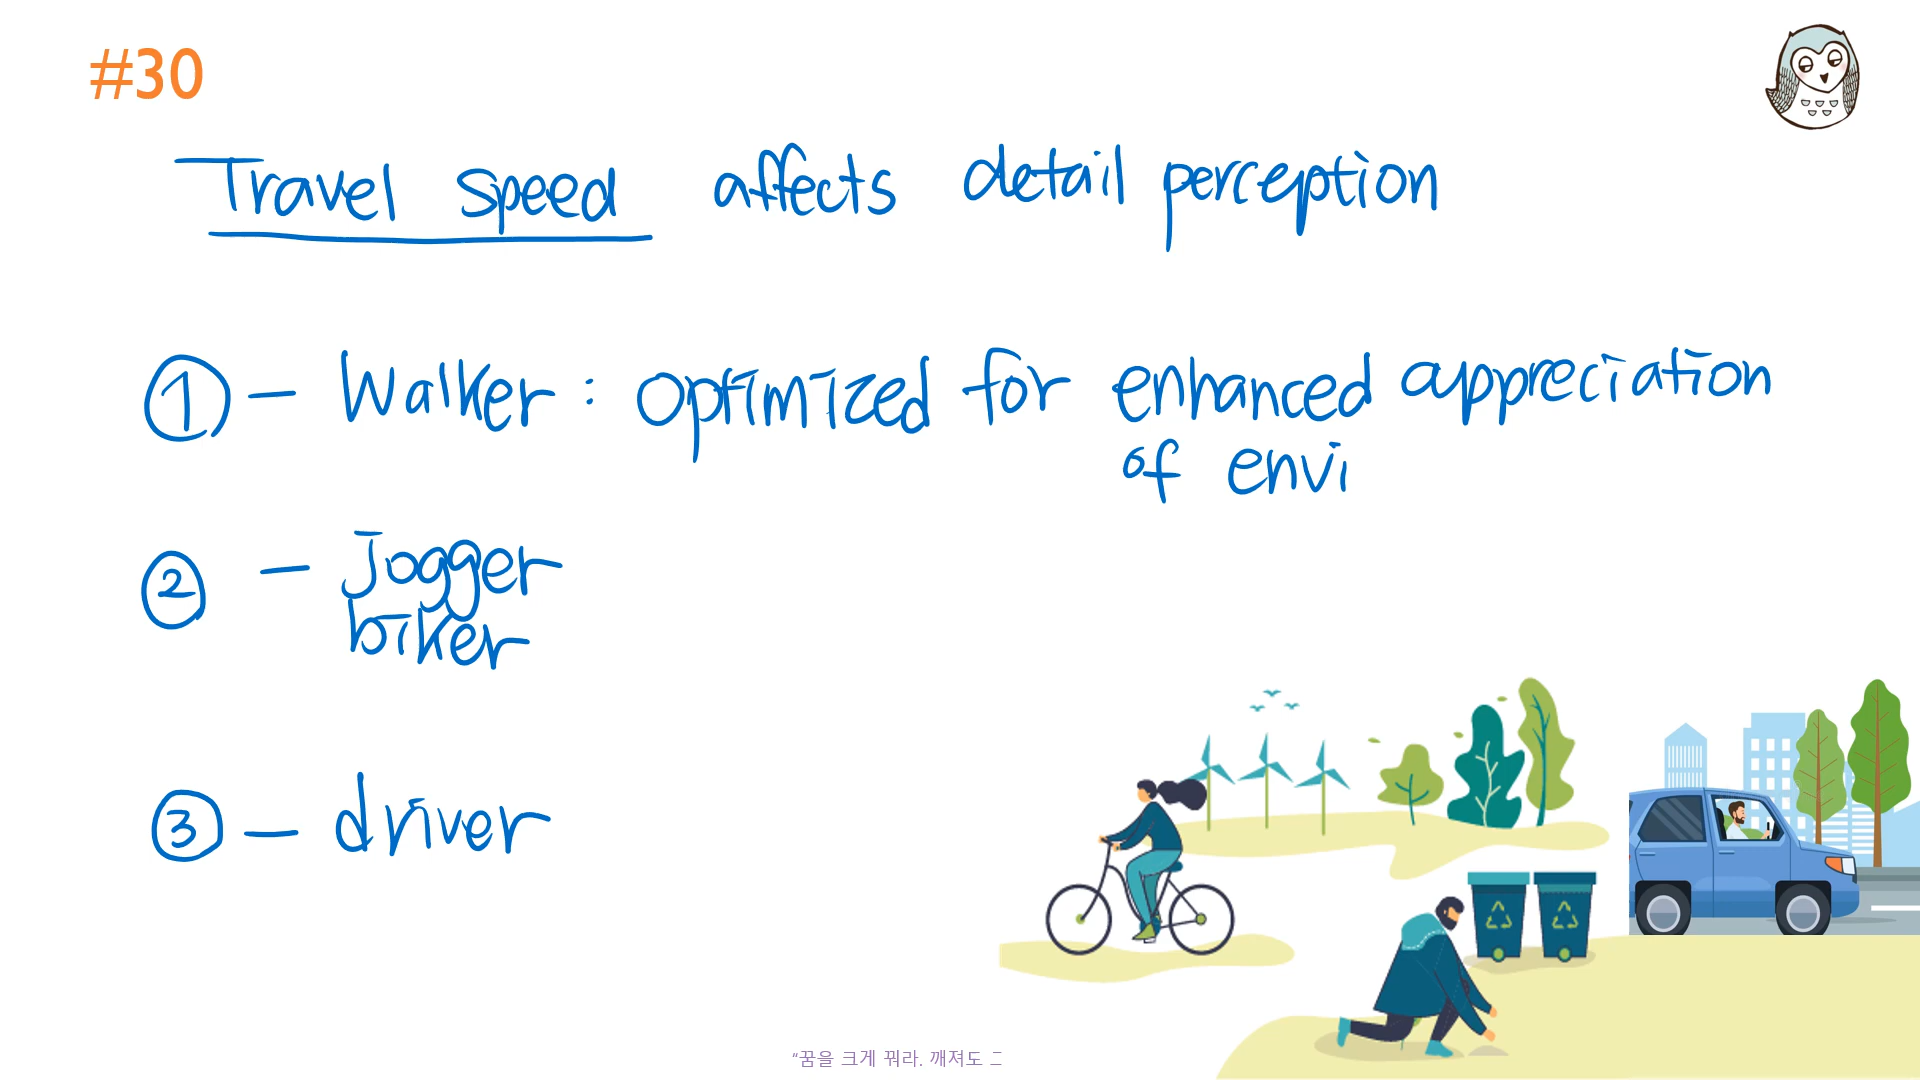 #30
Travel speed affects detail perception
① - Walker : optimized for enhanced appreciation
of envi
② - Jogger
biker
③ - driver
“꿈을 크게 꿔라. 깨져도